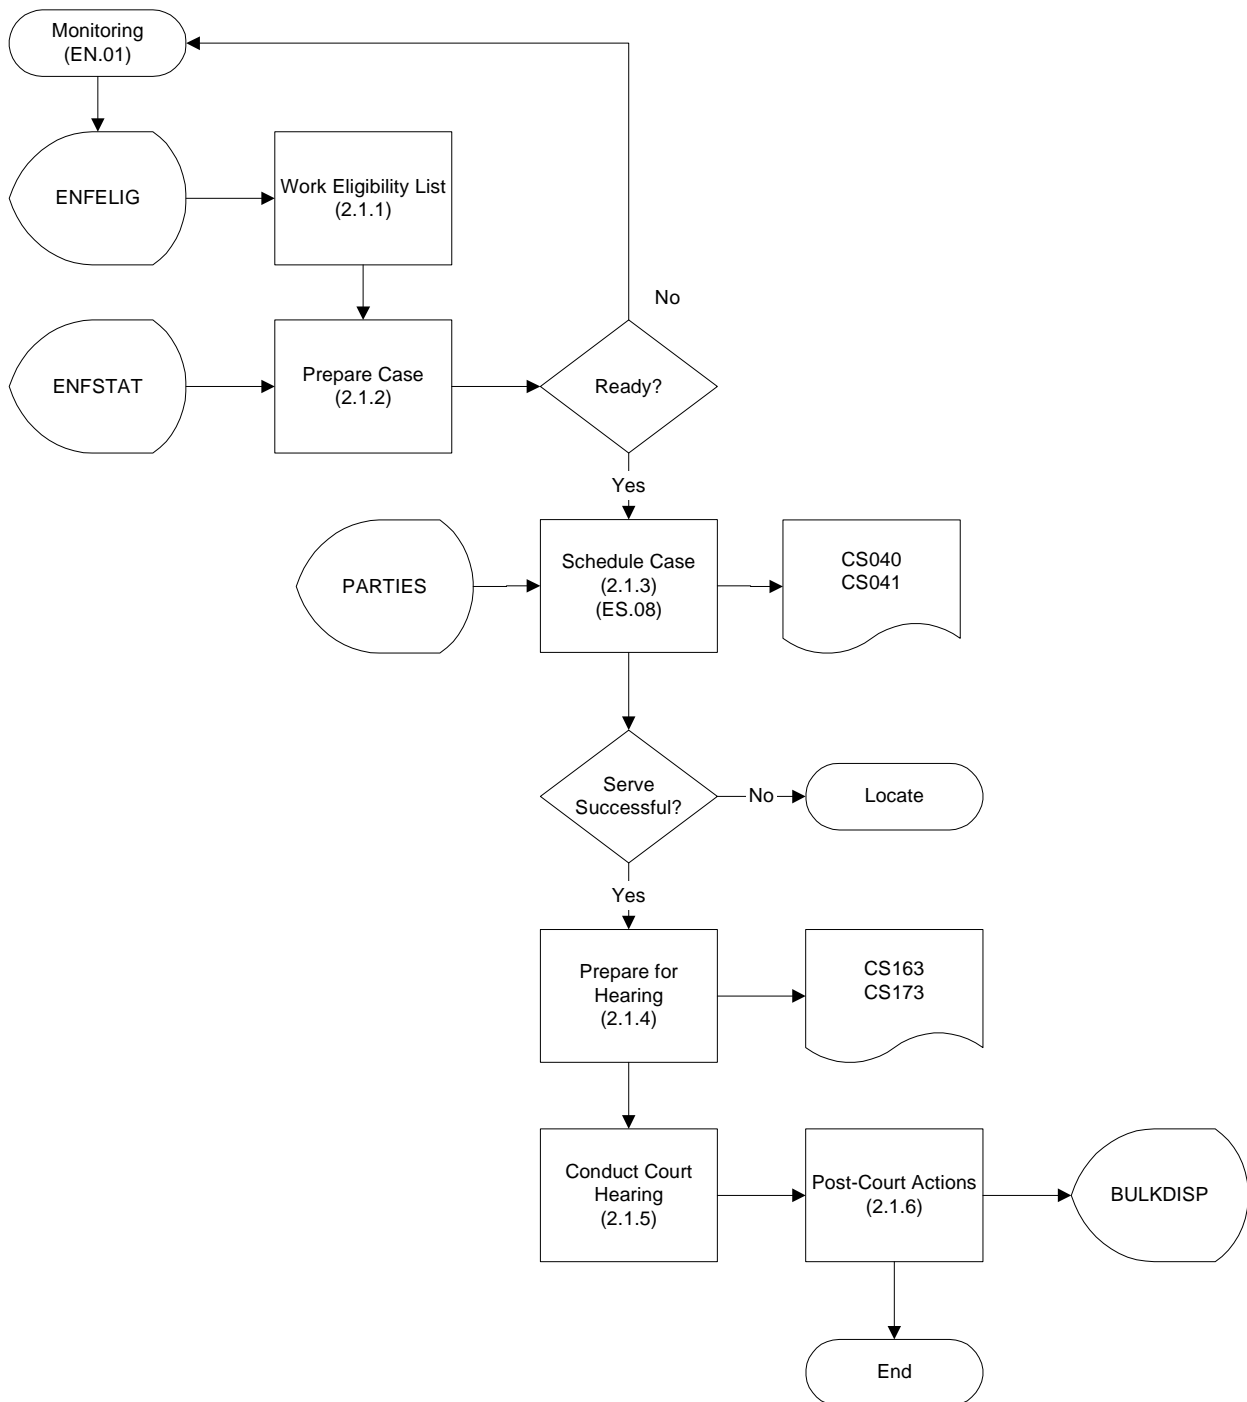 Monitoring
(EN.01)
ENFELIG
Work Eligibility List
(2.1.1)
No
ENFSTAT
Prepare Case
(2.1.2)
Ready?
Yes
PARTIES
Schedule Case
(2.1.3)
(ES.08)
CS040
CS041
Serve
Successful?
No
Locate
Yes
Prepare for
Hearing
(2.1.4)
CS163
CS173
Conduct Court
Hearing
(2.1.5)
Post-Court Actions
(2.1.6)
BULKDISP
End